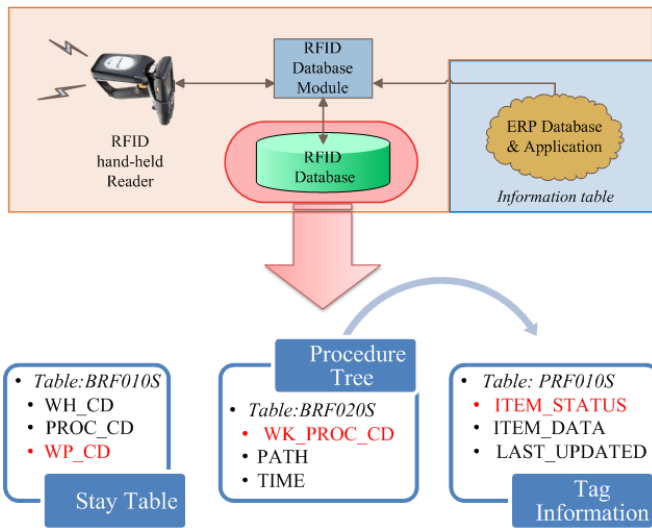 RFID
Database
Module
RFID
hand-held
Reader
RFID
Database
ERP Database
& Application
Information table
Procedure
Tree
• Table:BRF010S
• WH_CD
• PROC_CD
• WP_CD
Stay Table
• Table:BRF020S
• WK_PROC_CD
• PATH
• TIME
• Table: PRF010S
• ITEM_STATUS
• ITEM_DATA
• LAST_UPDATED
Tag
Information